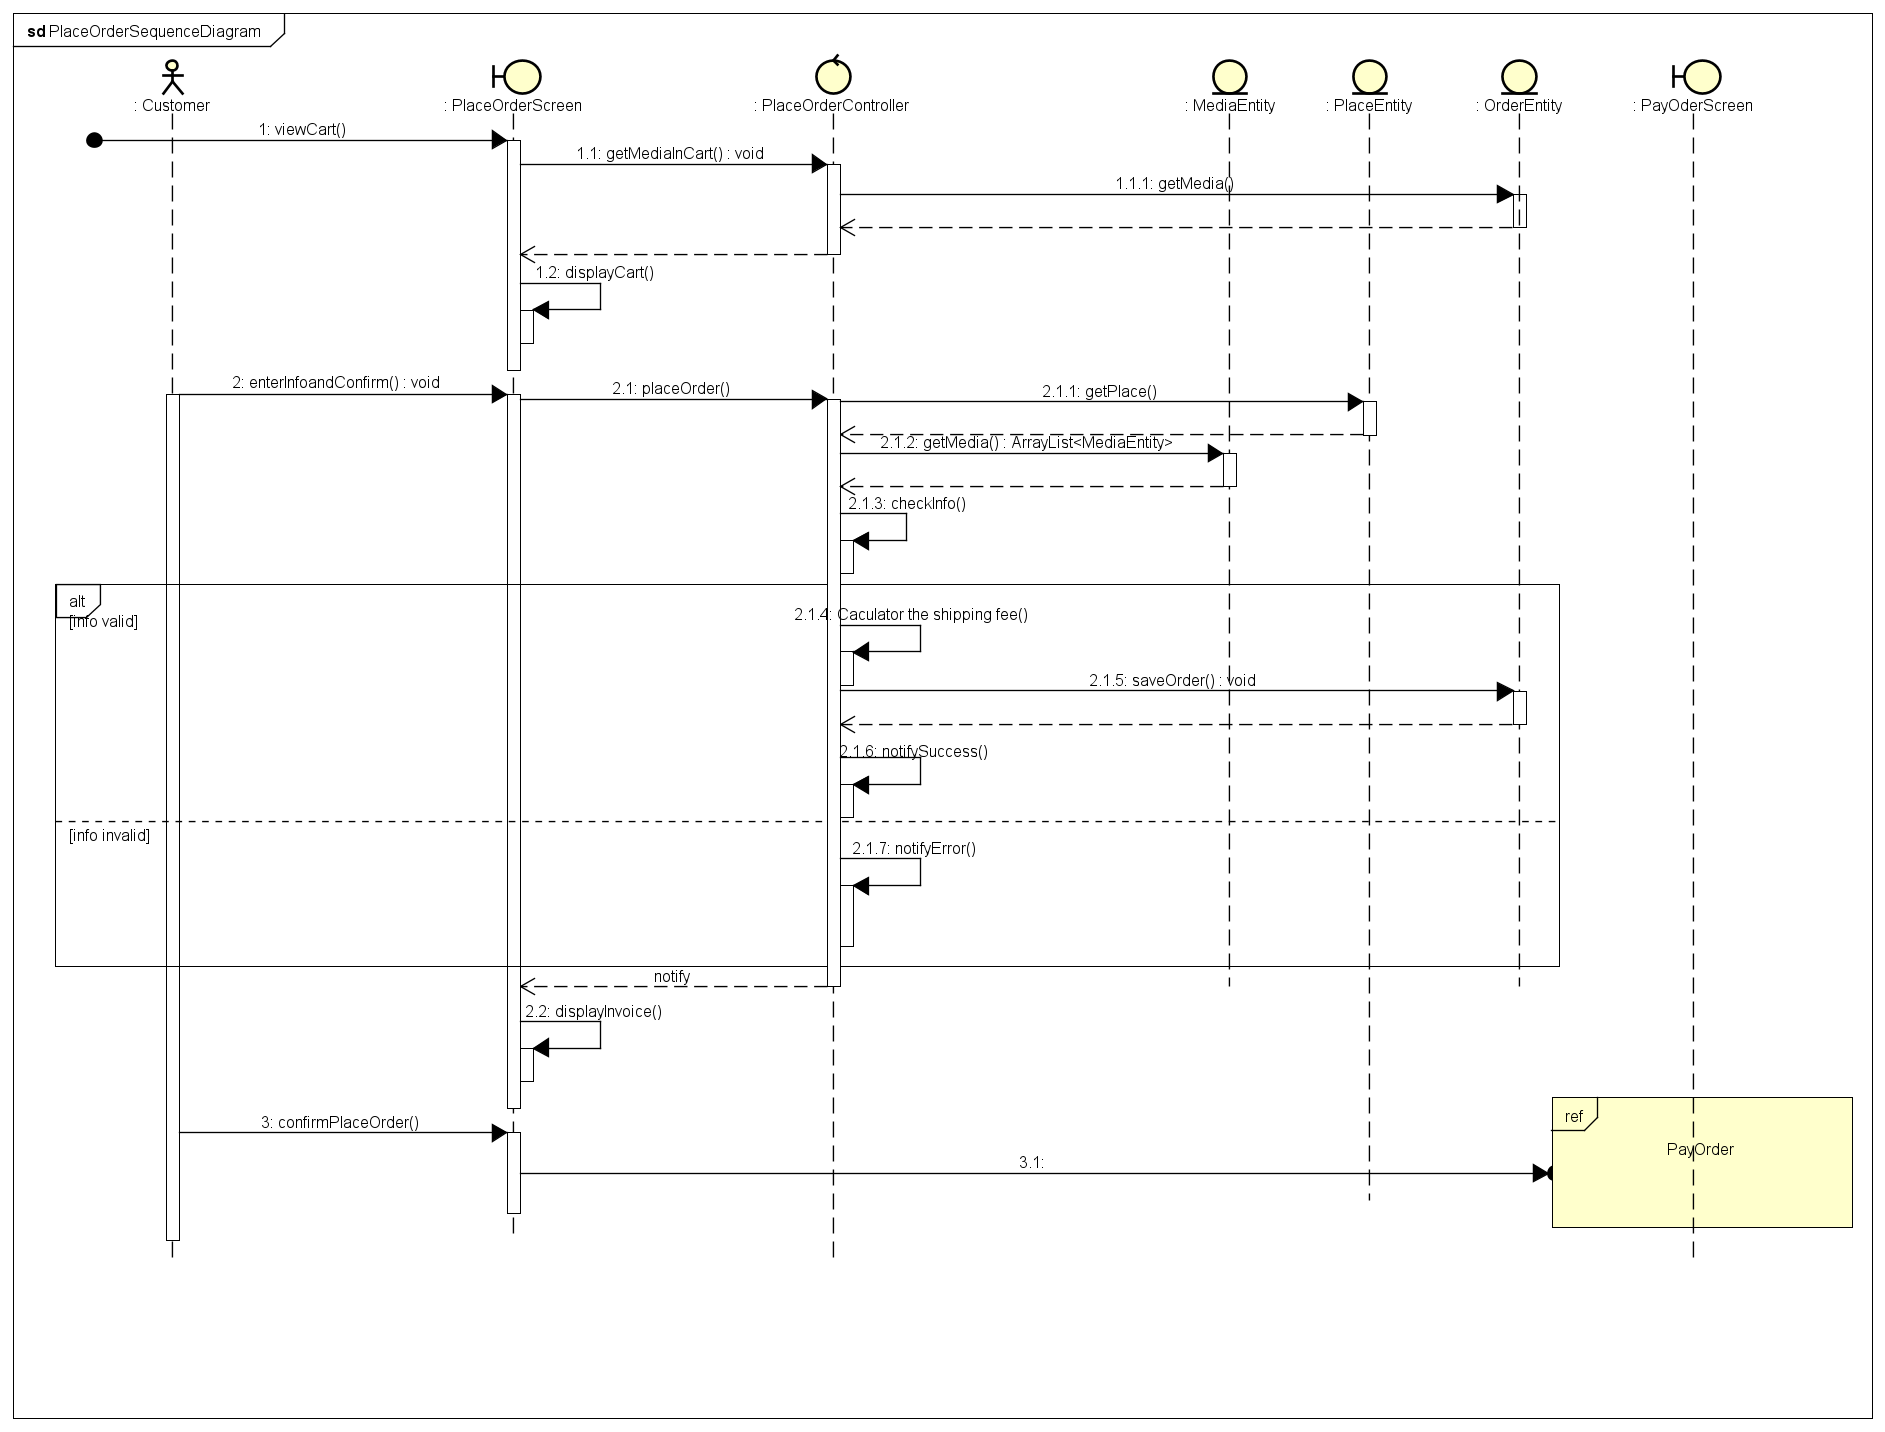 sd PlaceOrderSequenceDiagram
: Customer
: PlaceOrderScreen
: PlaceOrderController
: MediaEntity
: PlaceEntity
: OrderEntity
: PayOderScreen
1: viewCart()
1.1: getMediaInCart() : void
1.1.1: getMedia()
1.2: displayCart()
2: enterInfoandConfirm() : void
2.1: placeOrder()
2.1.1: getPlace()
2.1.2: getMedia() : ArrayList<MediaEntity>
2.1.3: checkInfo()
alt
[info valid]
2.1.4: Caculator the shipping fee()
2.1.5: saveOrder() : void
2.1.6: notifySuccess()
[info invalid]
2.1.7: notifyError()
notify
2.2: displayInvoice()
ref
3: confirmPlaceOrder()
PayOrder
3.1: